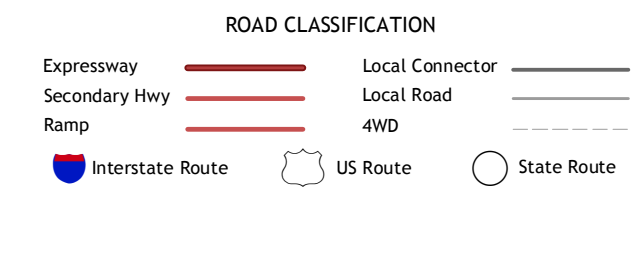 ROAD CLASSIFICATION
Expressway
Local Connector
Secondary Hwy
Local Road
Ramp
4WD
Interstate Route
US Route
State Route